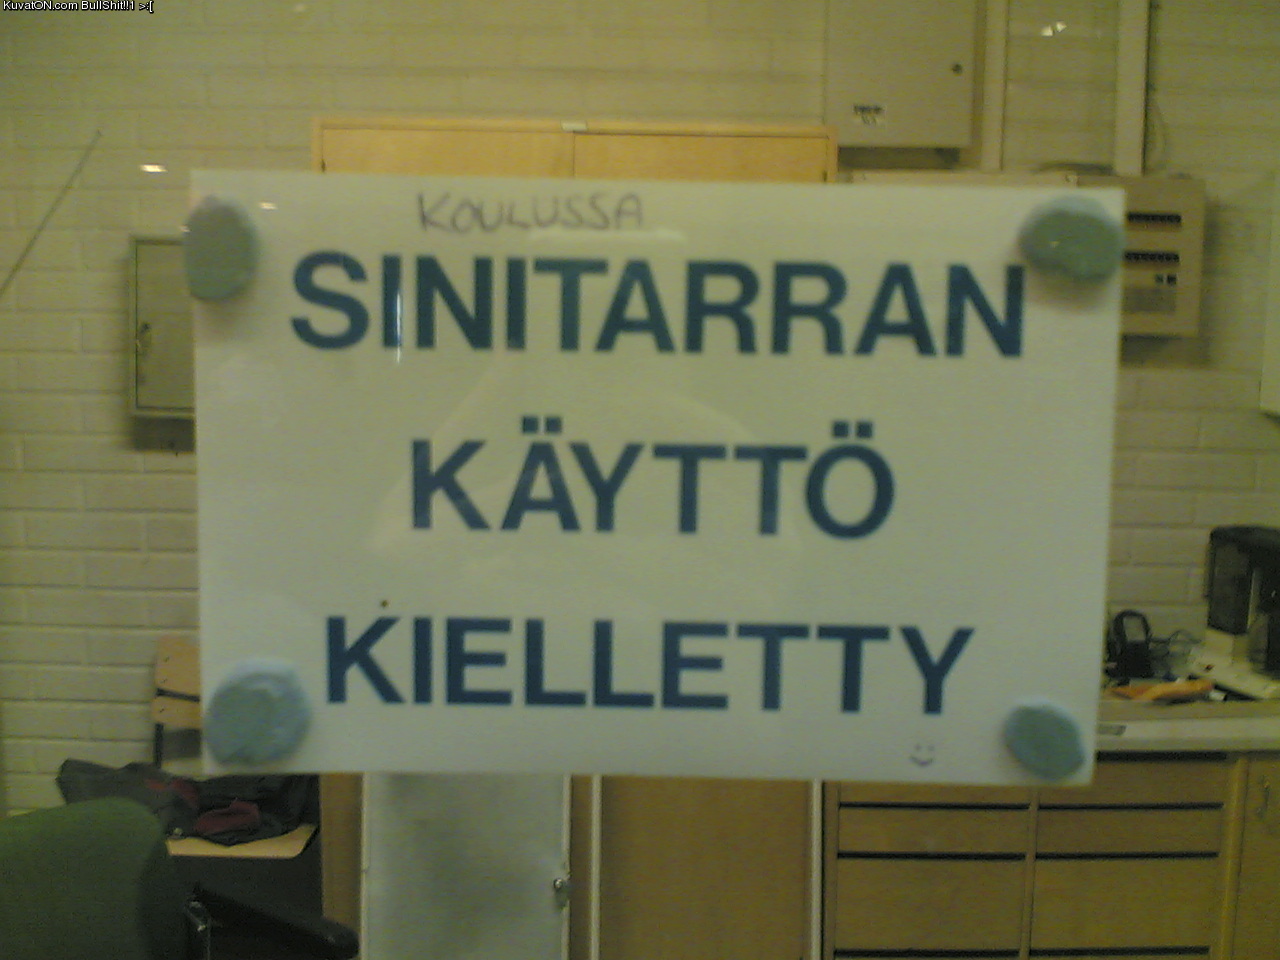 KuvatON.com BullShit!!1 >:[
KOULUSSA
SINITARRAN
KÄYTTÖ
KIELLETTY